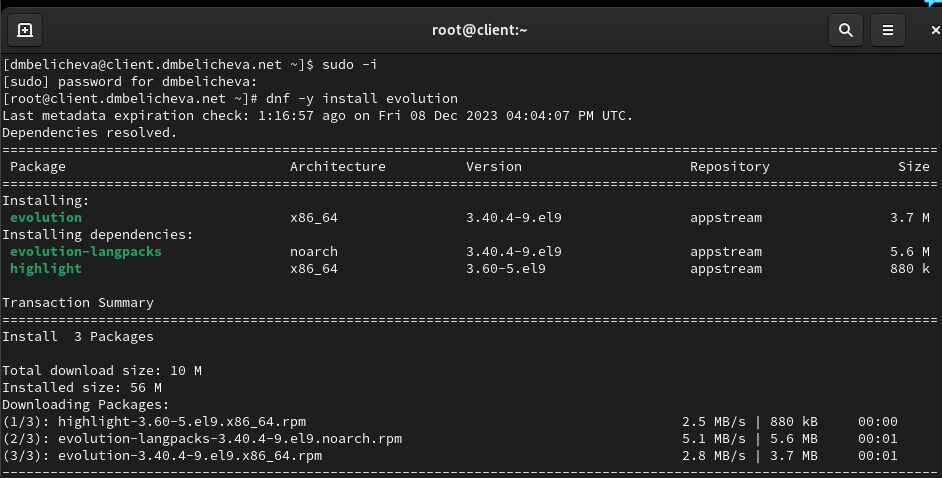 root@client:~
[dmbelicheva@client.dmbelicheva.net ~]$ sudo -i
[sudo] password for dmbelicheva:
[root@client.dmbelicheva.net ~]# dnf -y install evolution
Last metadata expiration check: 1:16:57 ago on Fri 08 Dec 2023 04:04:07 PM UTC.
Dependencies resolved.
================================================================================
Package Architecture Version Repository Size
================================================================================
Installing:
evolution x86_64 3.40.4-9.el9 appstream 3.7 M
Installing dependencies:
evolution-langpacks noarch 3.40.4-9.el9 appstream 5.6 M
highlight x86_64 3.60-5.el9 appstream 880 k
Transaction Summary
================================================================================
Install  3 Packages
Total download size: 10 M
Installed size: 56 M
Downloading Packages:
(1/3): highlight-3.60-5.el9.x86_64.rpm 2.5 MB/s | 880 kB 00:00
(2/3): evolution-langpacks-3.40.4-9.el9.noarch.rpm 5.1 MB/s | 5.6 MB 00:01
(3/3): evolution-3.40.4-9.el9.x86_64.rpm 2.8 MB/s | 3.7 MB 00:01
--------------------------------------------------------------------------------